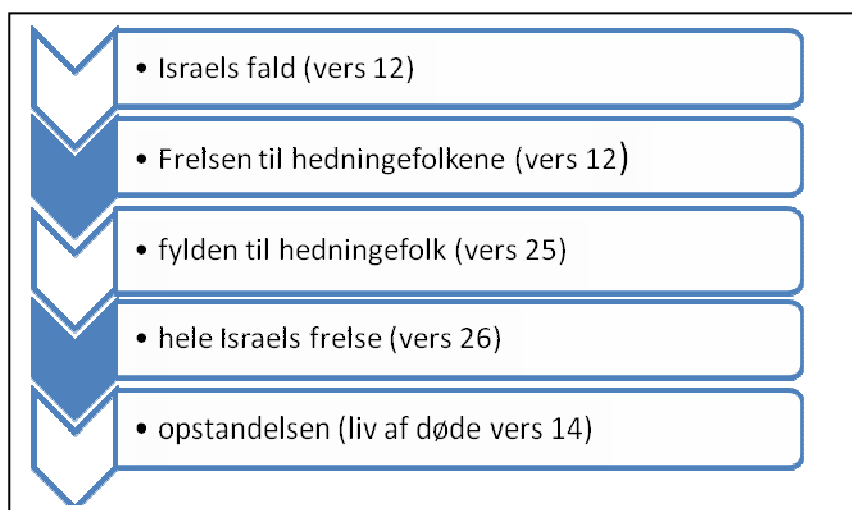 • Israels fald (vers 12)
• Frelsen til hedningefolkene (vers 12)
• fylden til hedningefolk (vers 25)
• hele Israels frelse (vers 26)
• opstandelsen (liv af døde vers 14)